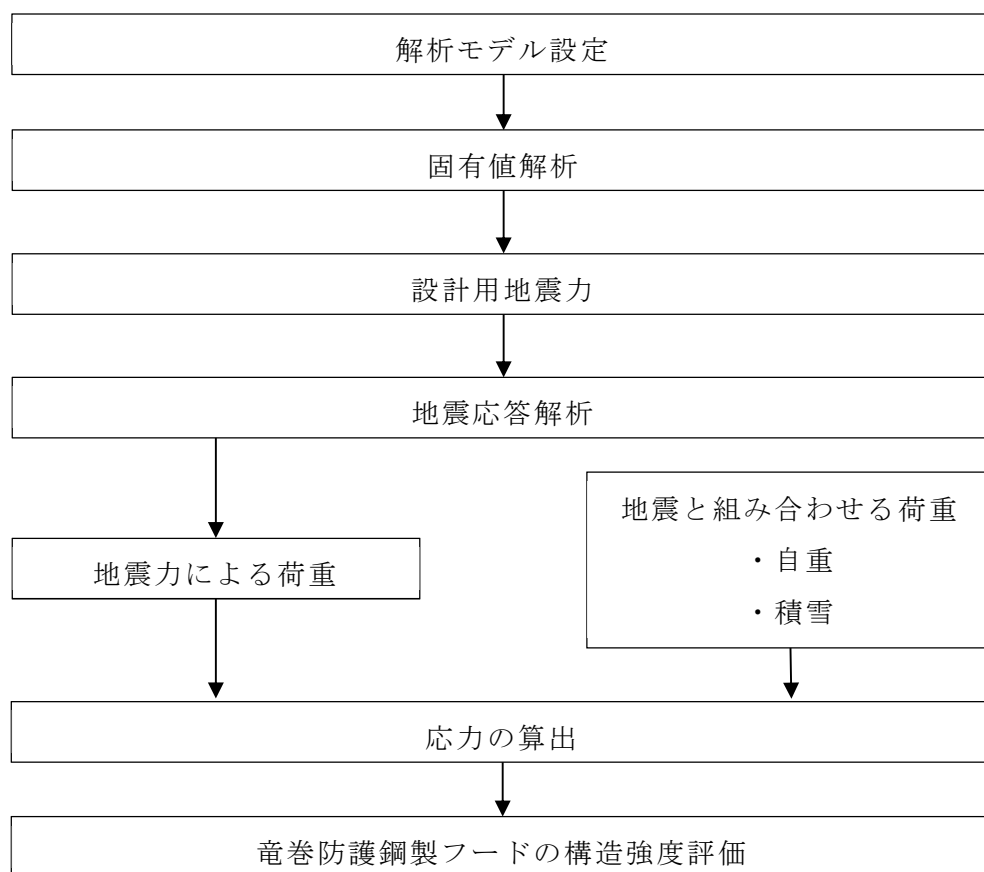 解析モデル設定
固有値解析
設計用地震力
地震応答解析
地震力による荷重
地震と組み合わせる荷重
・自重
・積雪
応力の算出
竜巻防護鋼製フードの構造強度評価